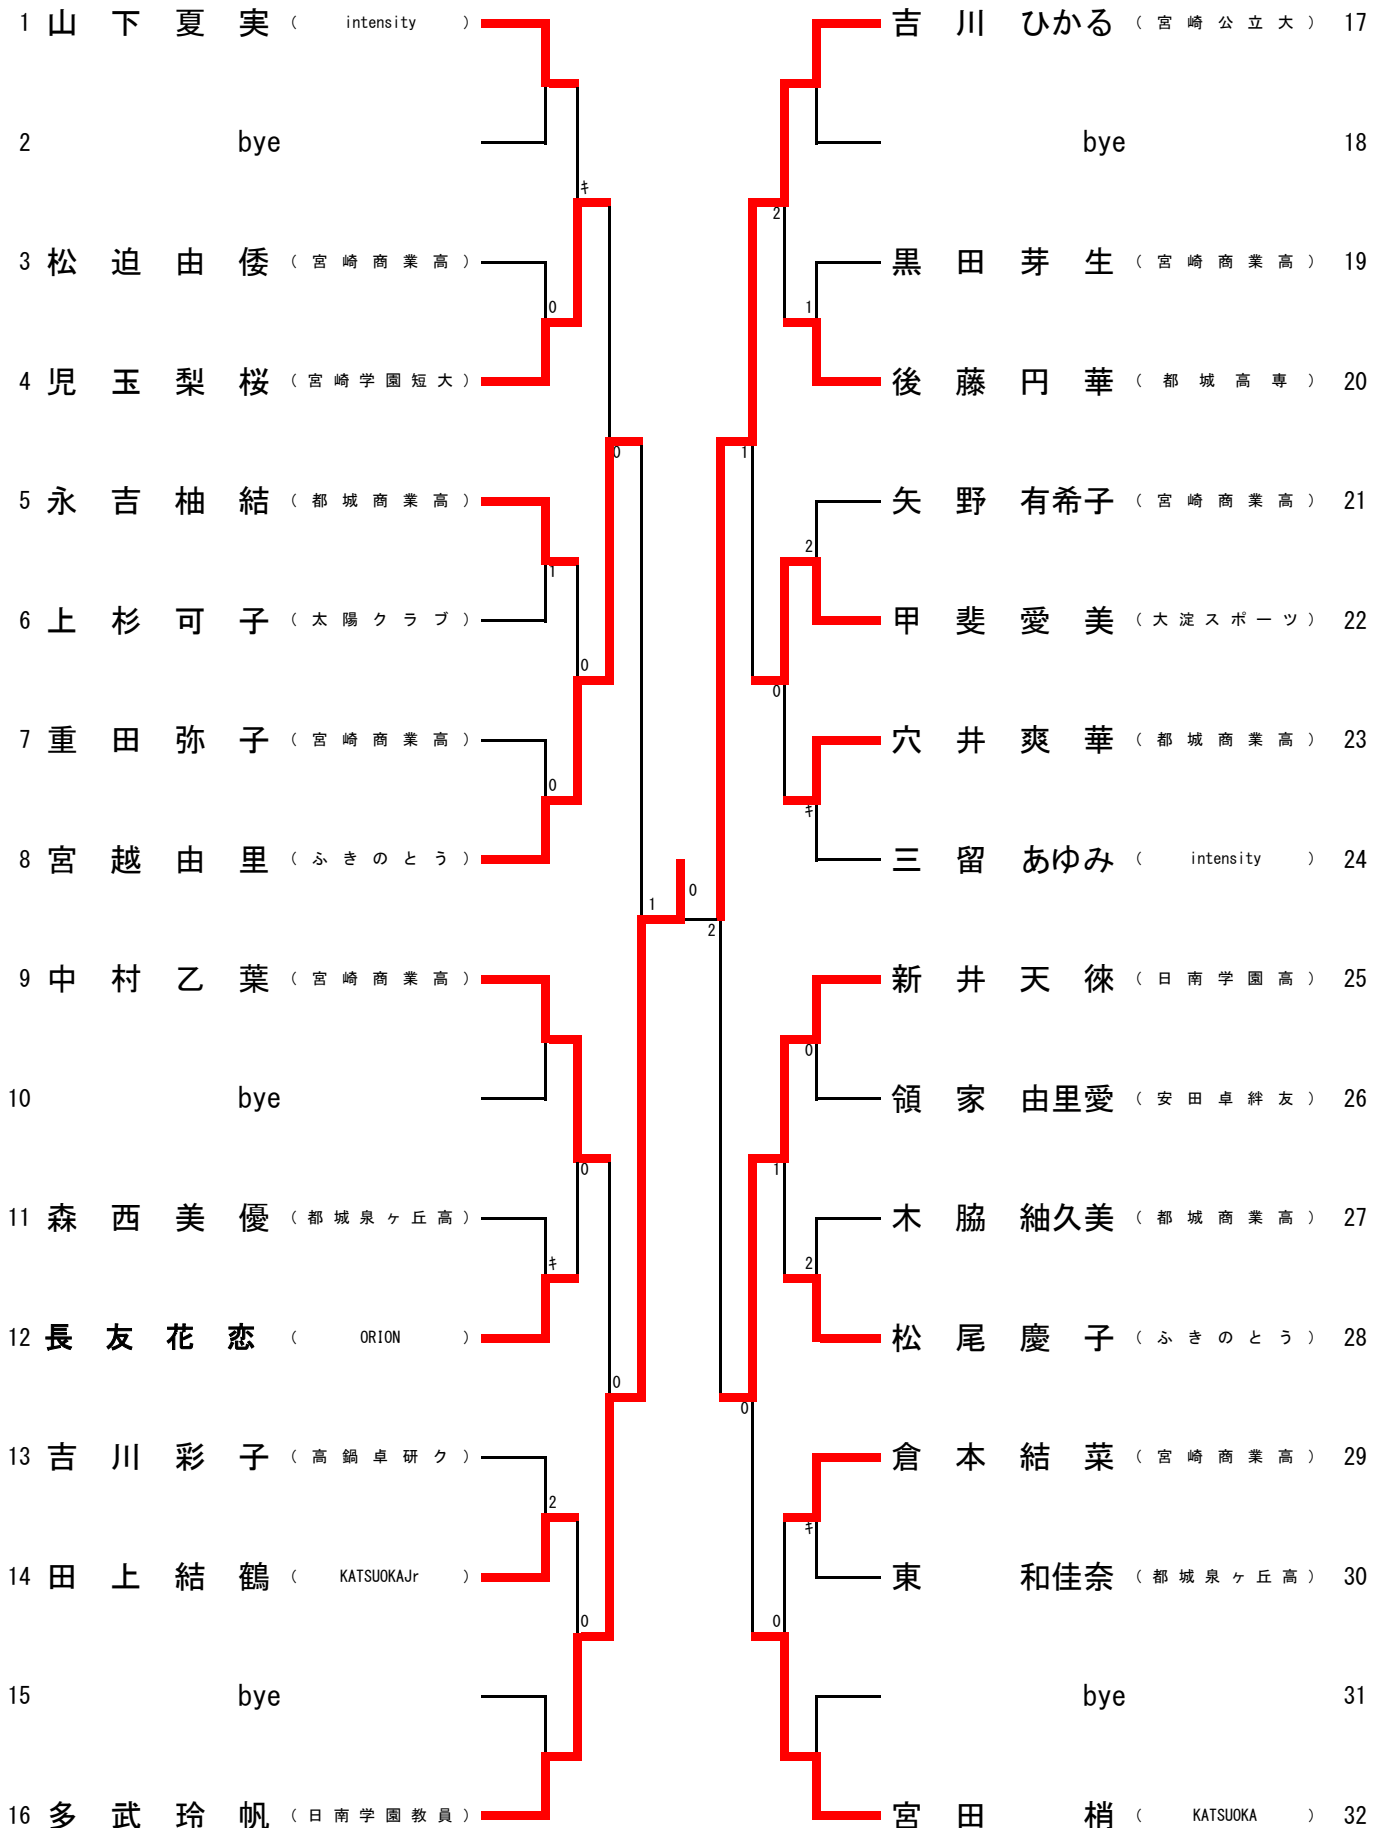 1 山下夏実 ( intensity )
2 bye
ｷ
3 松迫由倭 (宮崎商業高)
0
4 児玉梨桜 (宮崎学園短大)
0
5 永吉柚結 (都城商業高)
1
6 上杉可子 (太陽クラブ)
0
7 重田弥子 (宮崎商業高)
0
8 宮越由里 (ふきのとう)
1
0
2
9 中村乙葉 (宮崎商業高)
10 bye
0
11 森西美優 (都城泉ヶ丘高)
ｷ
12 長友花恋 ( ORION )
0
13 吉川彩子 (高鍋卓研ク)
2
14 田上結鶴 ( KATSUOKAJr )
0
15 bye
16 多武玲帆 (日南学園教員)
吉川ひかる (宮崎公立大) 17
bye 18
2
黒田芽生 (宮崎商業高) 19
1
後藤円華 (都城高専) 20
1
矢野有希子 (宮崎商業高) 21
2
甲斐愛美 (大淀スポーツ) 22
0
穴井爽華 (都城商業高) 23
ｷ
三留あゆみ ( intensity ) 24
新井天徠 (日南学園高) 25
0
領家由里愛 (安田卓絆友) 26
1
木脇紬久美 (都城商業高) 27
2
松尾慶子 (ふきのとう) 28
0
倉本結菜 (宮崎商業高) 29
ｷ
東和佳奈 (都城泉ヶ丘高) 30
0
bye 31
宮田梢 ( KATSUOKA ) 32